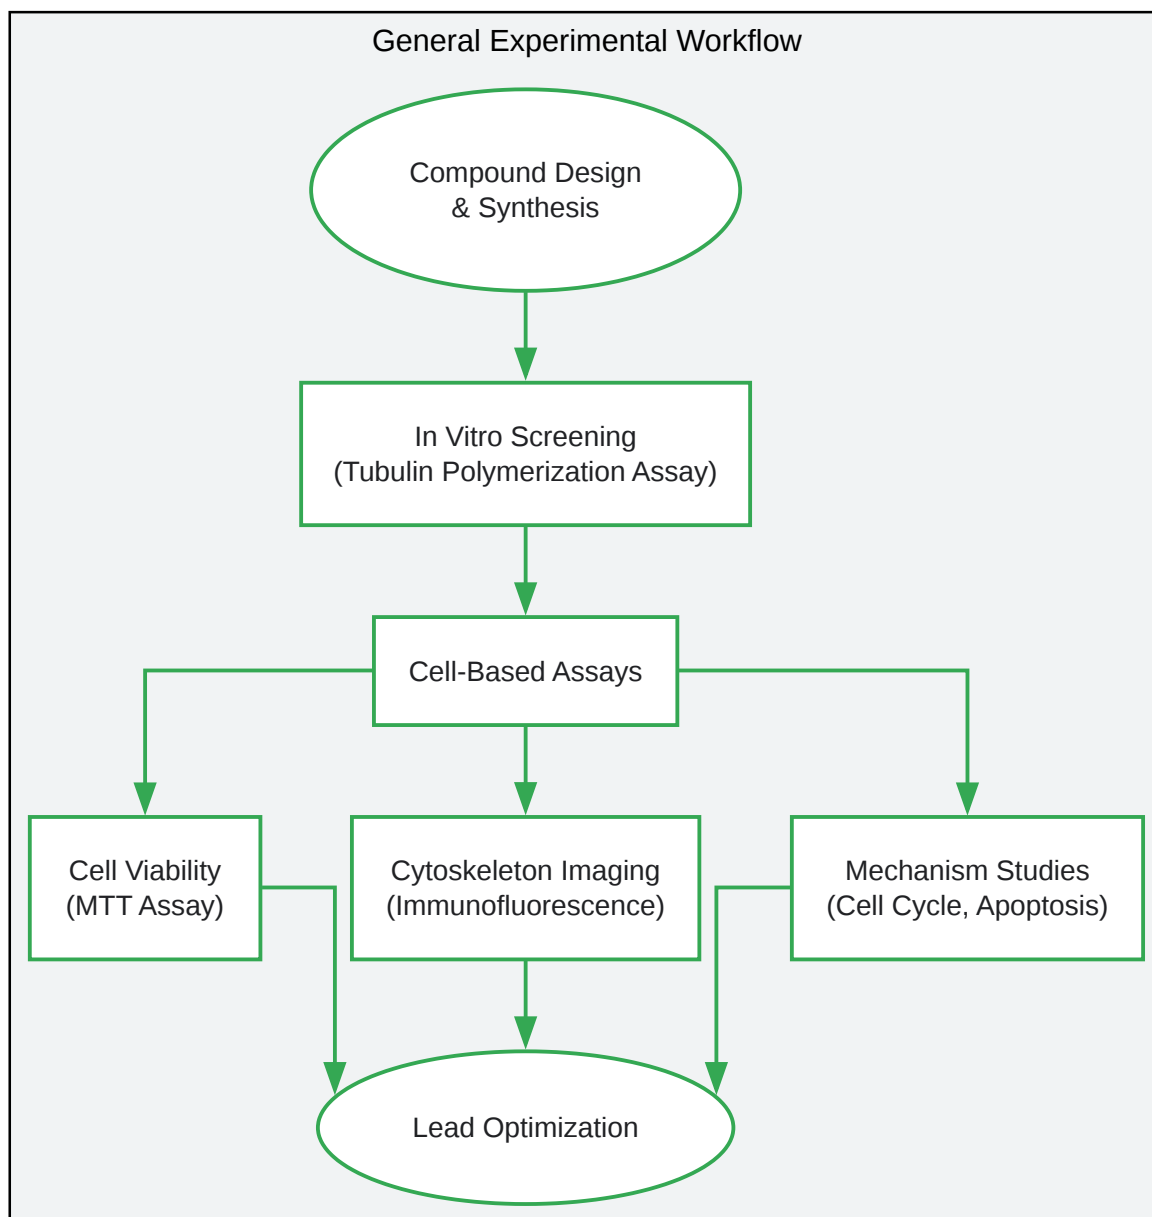 General Experimental Workflow
Compound Design
& Synthesis
In Vitro Screening
(Tubulin Polymerization Assay)
Cell-Based Assays
Cell Viability
(MTT Assay)
Cytoskeleton Imaging
(Immunofluorescence)
Mechanism Studies
(Cell Cycle, Apoptosis)
Lead Optimization